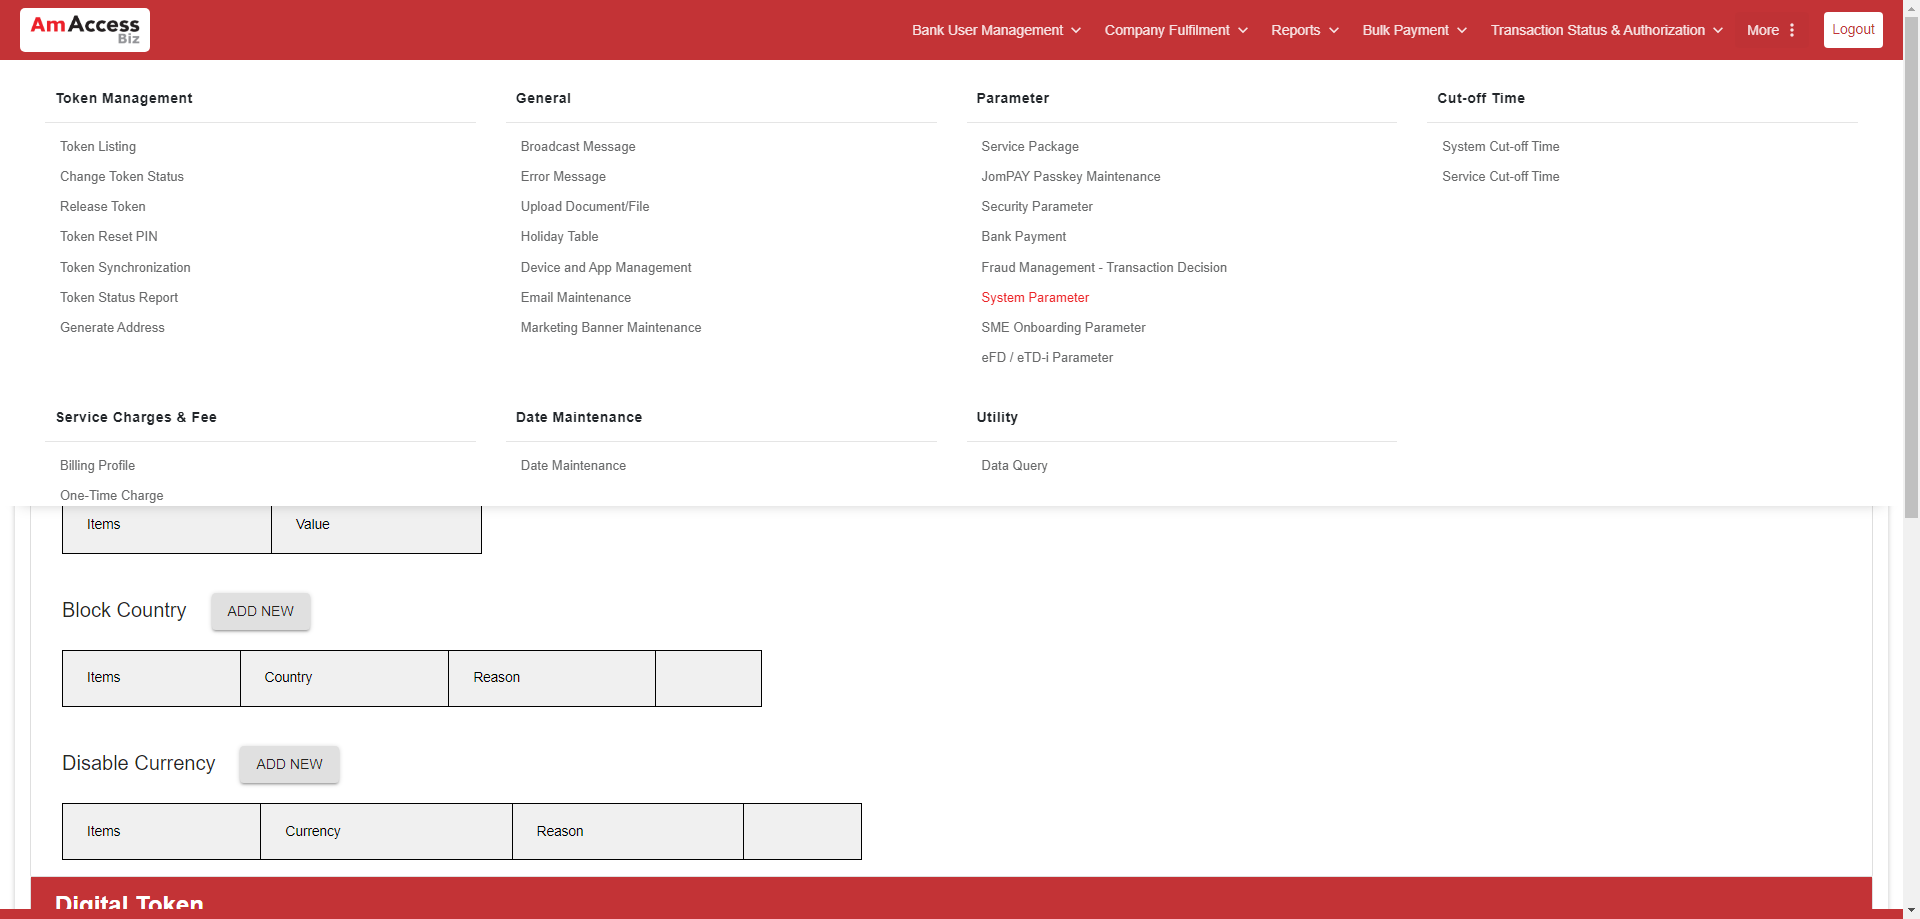 AmAccess
Biz
Bank User Management
Company Fulfilment
Reports
Bulk Payment
Transaction Status & Authorization
More
Logout
Token Management
Token Listing
Change Token Status
Release Token
Token Reset PIN
Token Synchronization
Token Status Report
Generate Address
General
Broadcast Message
Error Message
Upload Document/File
Holiday Table
Device and App Management
Email Maintenance
Marketing Banner Maintenance
Parameter
Service Package
JomPAY Passkey Maintenance
Security Parameter
Bank Payment
Fraud Management - Transaction Decision
System Parameter
SME Onboarding Parameter
eFD / eTD-i Parameter
Cut-off Time
System Cut-off Time
Service Cut-off Time
Service Charges & Fee
Billing Profile
One-Time Charge
Date Maintenance
Date Maintenance
Utility
Data Query
Items Value
Block Country ADD NEW
Items Country Reason
Disable Currency ADD NEW
Items Currency Reason
Digital Token